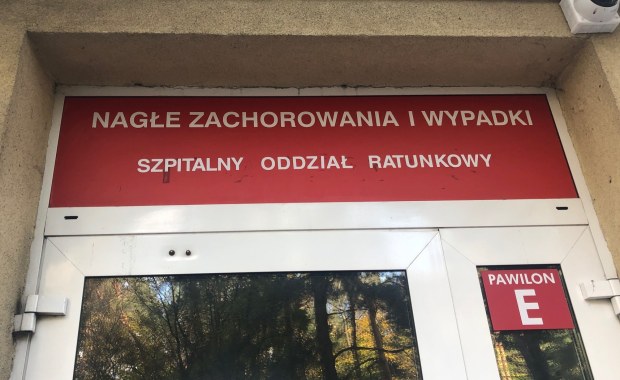 NAGŁE ZACHOROWANIA I WYPADKI
SZPITALNY ODDZIAŁ RATUNKOWY
PAWILON
E